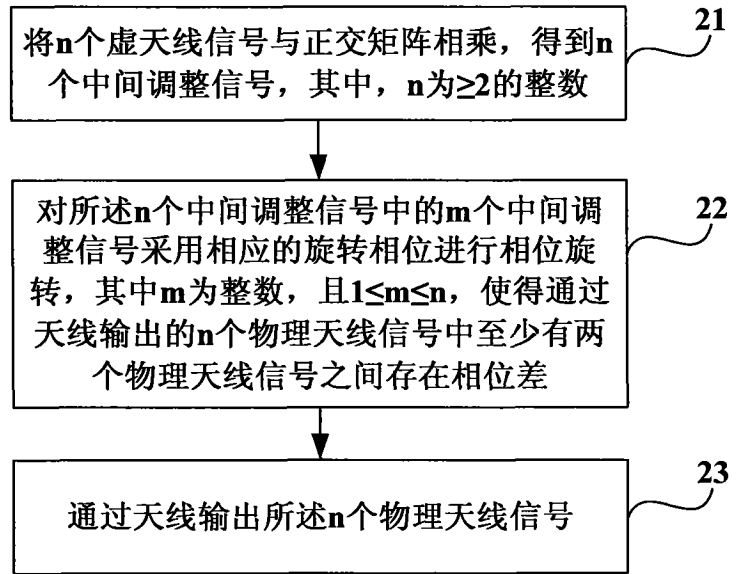 21
将n个虚天线信号与正交矩阵相乘，得到n
个中间调整信号，其中，n为≥2的整数
22
对所述n个中间调整信号中的m个中间调
整信号采用相应的旋转相位进行相位旋
转，其中m为整数，且1≤m≤n，使得通过
天线输出的n个物理天线信号中至少有两
个物理天线信号之间存在相位差
23
通过天线输出所述n个物理天线信号